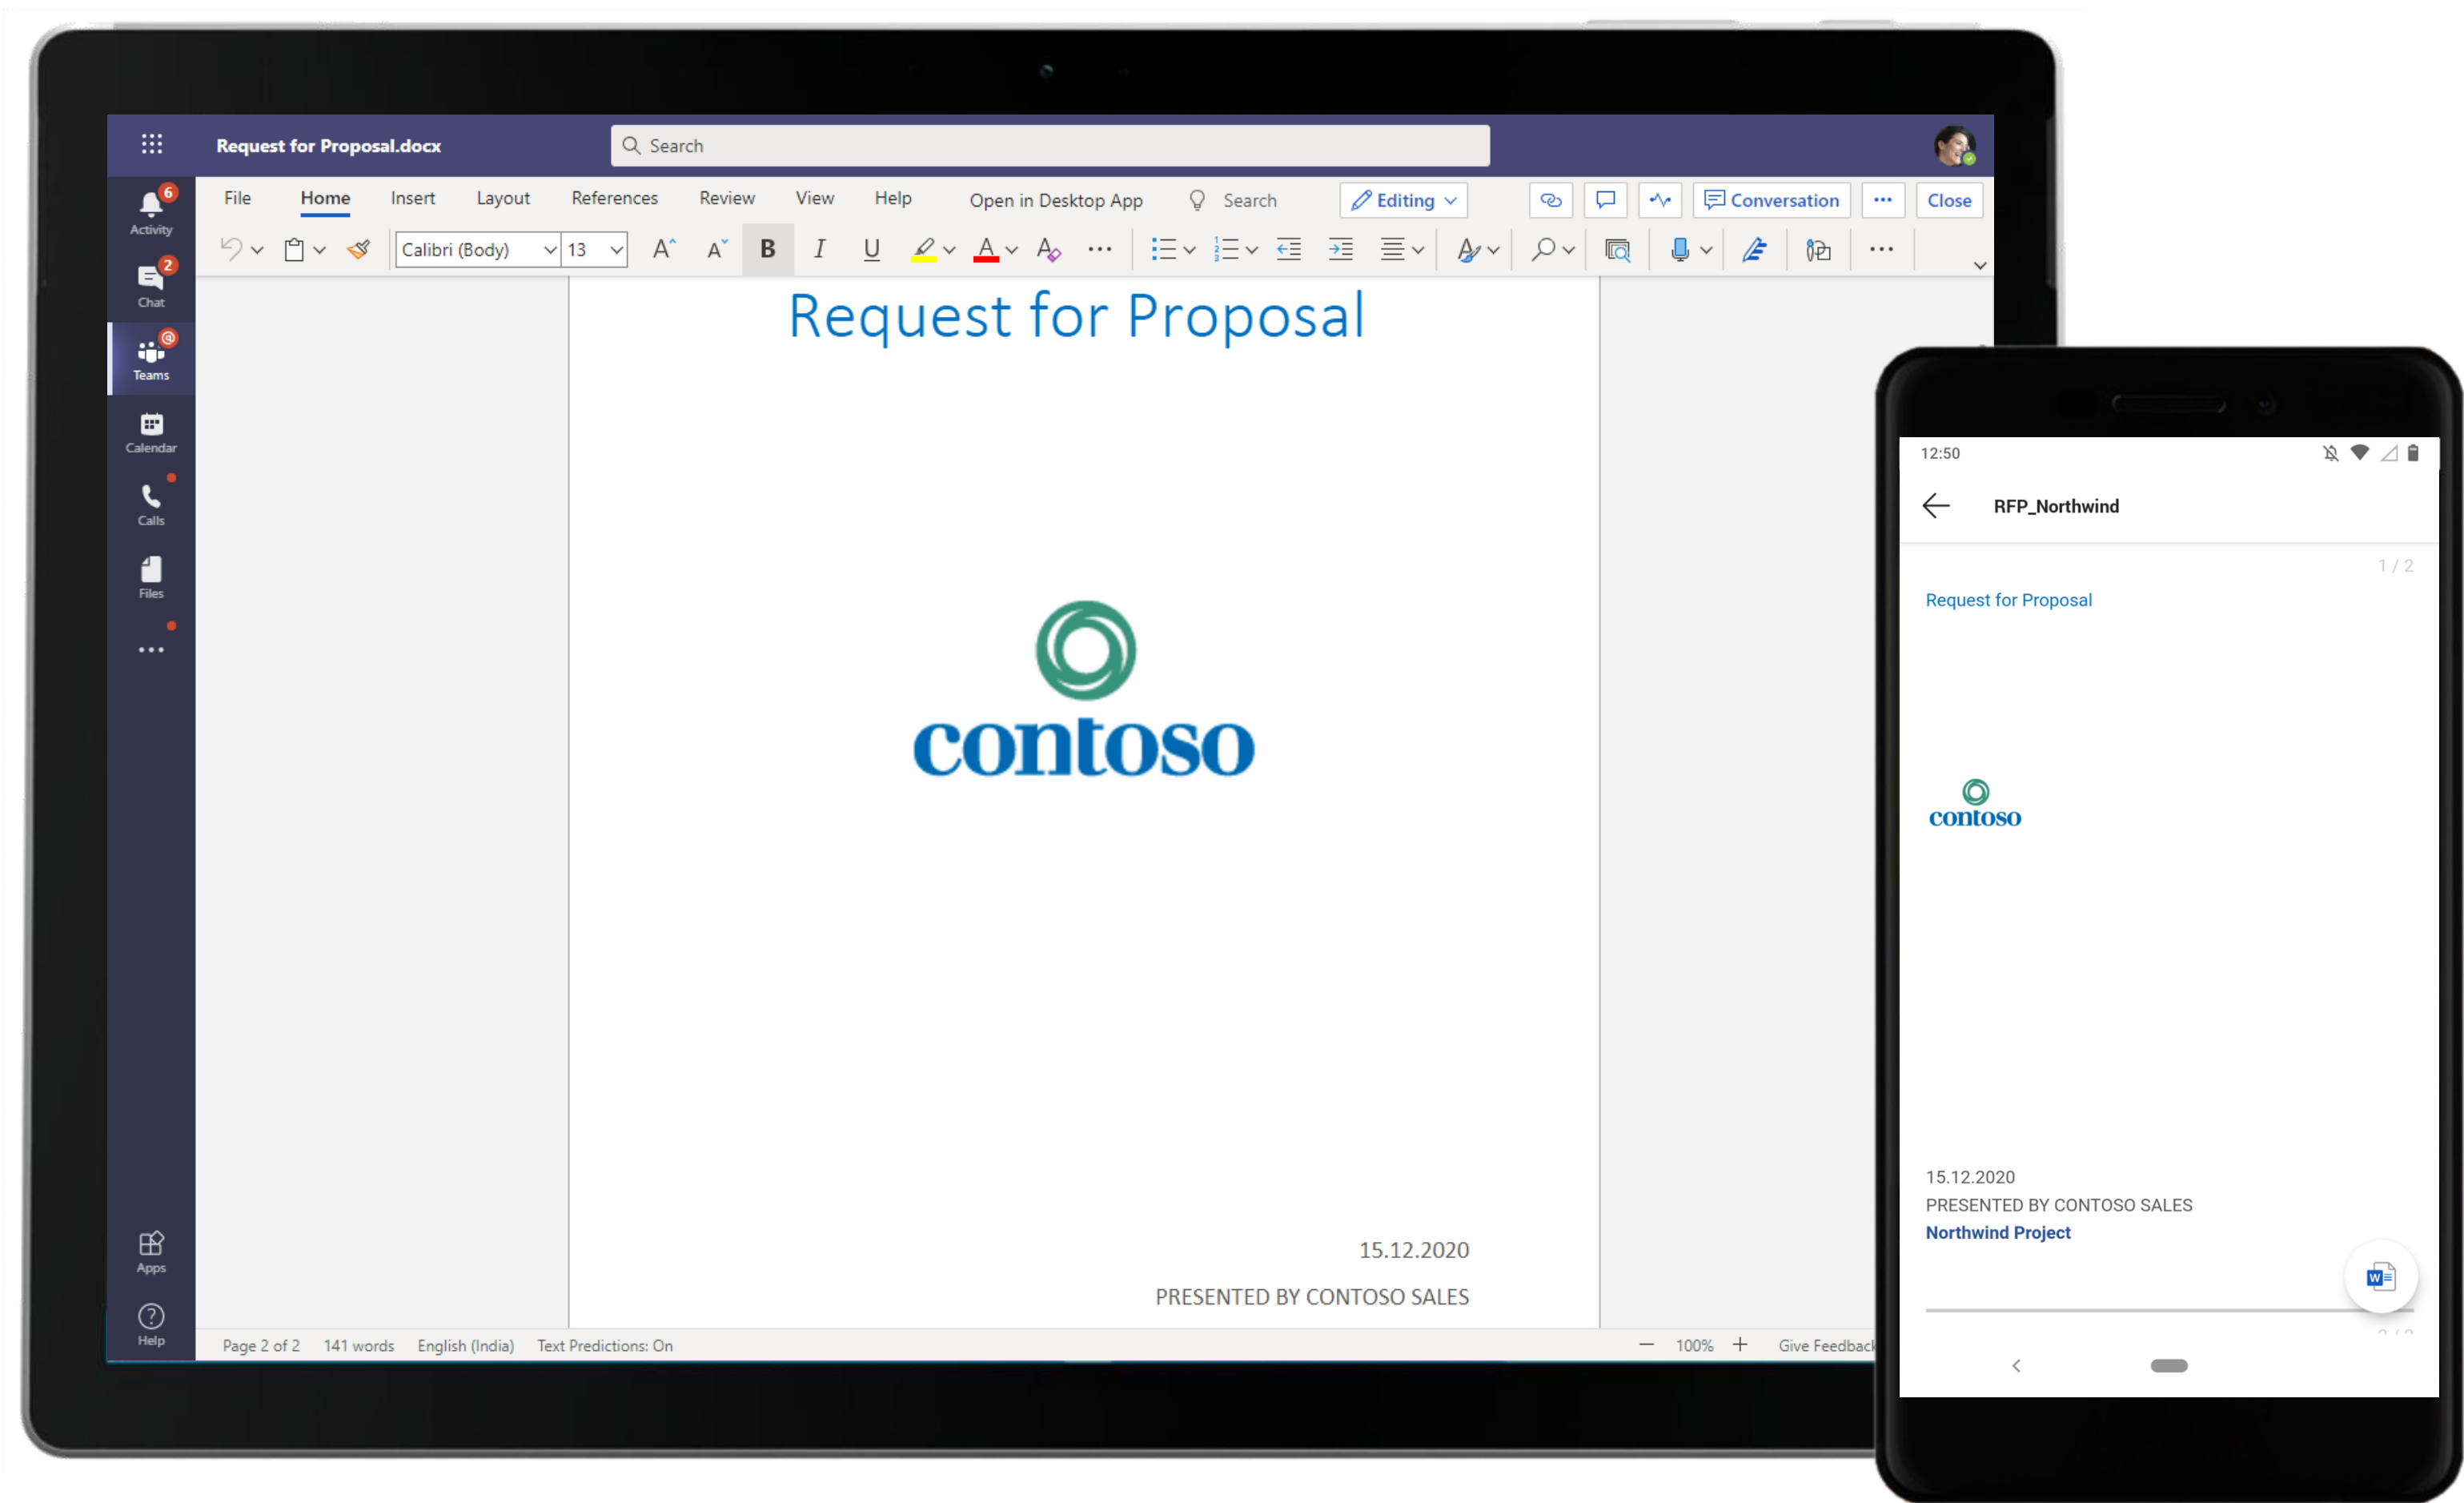 Request for Proposal.docx
Search
6
Activity
2
Chat
@
Teams
Calendar
Calls
Files
Apps
Help
File Home Insert Layout References Review View Help Open in Desktop App Search Editing Conversation Close
Calibri (Body) 13 A A B I U A A
Request for Proposal
contoso
15.12.2020
PRESENTED BY CONTOSO SALES
Page 2 of 2 141 words English (India) Text Predictions: On 100% Give Feedback
12:50
RFP_Northwind
1 / 2
Request for Proposal
contoso
15.12.2020
PRESENTED BY CONTOSO SALES
Northwind Project
W